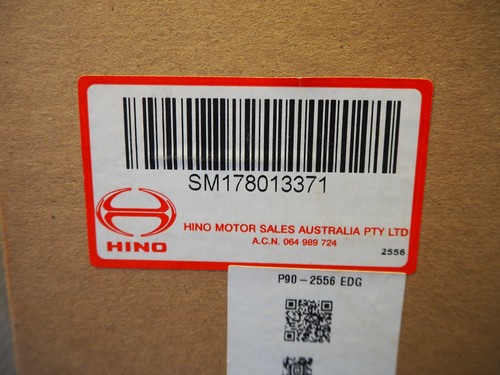 SM178013371
HINO
HINO MOTOR SALES AUSTRALIA PTY LTD
A.C.N. 064 989 724
2556
P90-2556 EDG